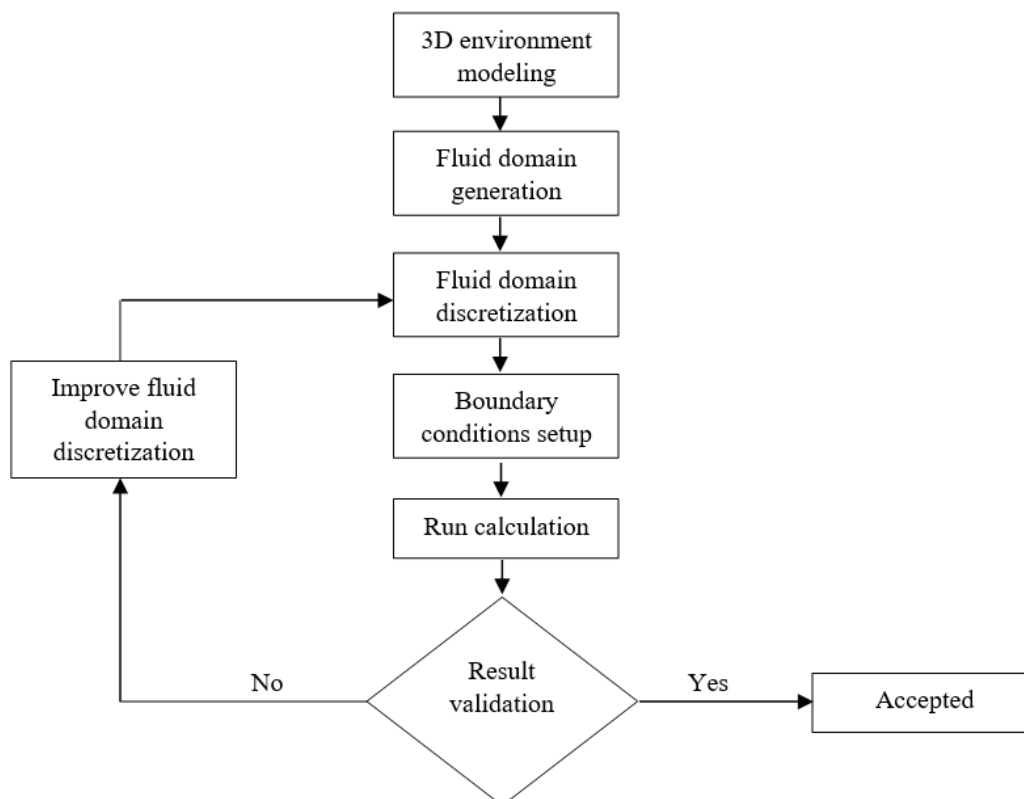 3D environment
modeling
Fluid domain
generation
Fluid domain
discretization
Improve fluid
domain
discretization
Boundary
conditions setup
Run calculation
Result
validation
No
Yes
Accepted